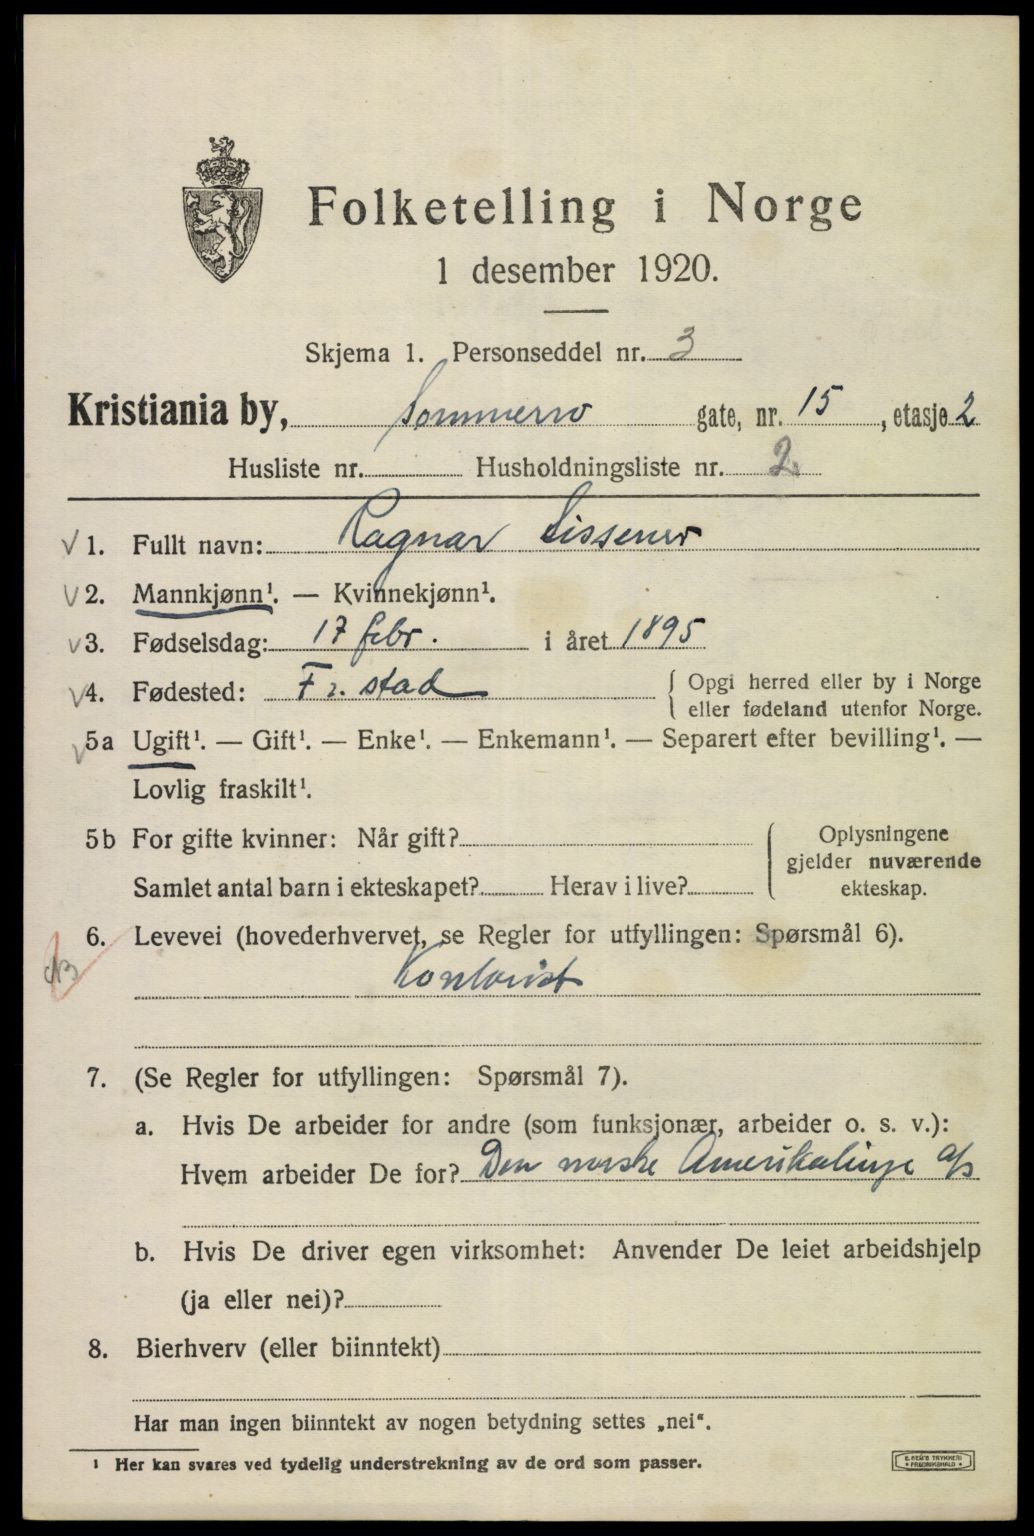 Folketelling i Norge
1 desember 1920.
Skjema 1. Personseddel nr. 3
Kristiania by, Sommerro gate, nr. 15, etasje 2
Husliste nr. Husholdningsliste nr. 2.
√ 1. Fullt navn: Ragnar Sissener
V 2. Mannkjønn¹. — Kvinnekjønn¹.
v 3. Fødselsdag: 17 febr. i året 1895
V 4. Fødested: Fr. stad { Opgi herred eller by i Norge
eller fødeland utenfor Norge.
v 5a Ugift¹. — Gift¹. — Enke¹. — Enkemann¹. — Separert efter bevilling¹. —
Lovlig fraskilt¹.
5b For gifte kvinner: Når gift? { Oplysningene
gjelder nuværende
Samlet antal barn i ekteskapet? Herav i live? ekteskap.
6. Levevei (hovederhvervet, se Regler for utfyllingen: Spørsmål 6).
Kontorist
7. (Se Regler for utfyllingen: Spørsmål 7).
a. Hvis De arbeider for andre (som funksjonær, arbeider o. s. v.):
Hvem arbeider De for? Den norske Amerikalinje a/s
b. Hvis De driver egen virksomhet: Anvender De leiet arbeidshjelp
(ja eller nei)?
8. Bierhverv (eller biinntekt)
Har man ingen biinntekt av nogen betydning settes „nei".
¹ Her kan svares ved tydelig understrekning av de ord som passer.
E. SEM'S TRYKKERI
FREDRIKSHALD